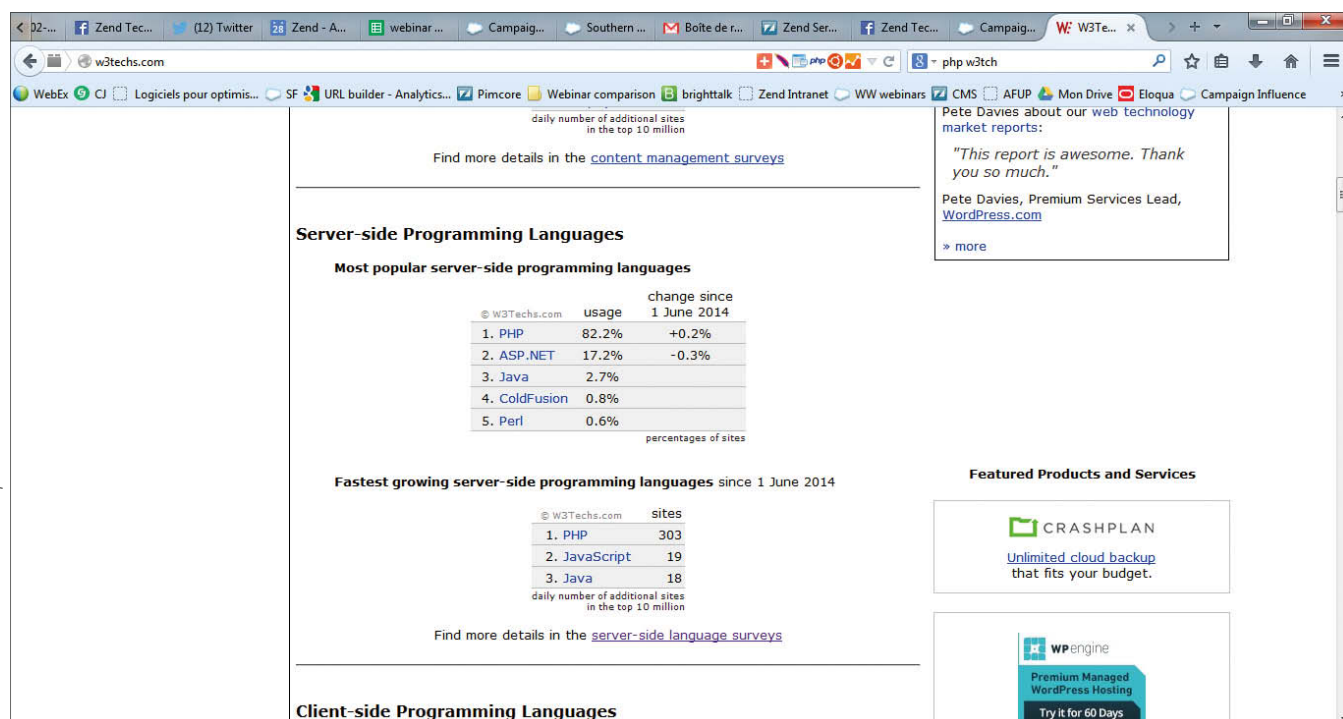 02-...
Zend Tec...
(12) Twitter
28
Zend - A...
webinar ...
Campaig...
Southern ...
Boîte de r...
Zend Ser...
Zend Tec...
Campaig...
W3Te...
w3techs.com
php
php w3tch
WebEx
CJ
Logiciels pour optimis...
SF
URL builder - Analytics...
Pimcore
Webinar comparison
brighttalk
Zend Intranet
WW webinars
CMS
AFUP
Mon Drive
Eloqua
Campaign Influence
daily number of additional sites
in the top 10 million
Find more details in the content management surveys
Server-side Programming Languages
Most popular server-side programming languages
© W3Techs.com usage change since
1 June 2014
1. PHP 82.2% +0.2%
2. ASP.NET 17.2% -0.3%
3. Java 2.7%
4. ColdFusion 0.8%
5. Perl 0.6%
percentages of sites
Fastest growing server-side programming languages since 1 June 2014
© W3Techs.com sites
1. PHP 303
2. JavaScript 19
3. Java 18
daily number of additional sites
in the top 10 million
Find more details in the server-side language surveys
Client-side Programming Languages
Pete Davies about our web technology
market reports:
"This report is awesome. Thank
you so much."
Pete Davies, Premium Services Lead,
WordPress.com
» more
Featured Products and Services
CRASHPLAN
Unlimited cloud backup
that fits your budget.
WPengine
Premium Managed
WordPress Hosting
Try it for 60 Days